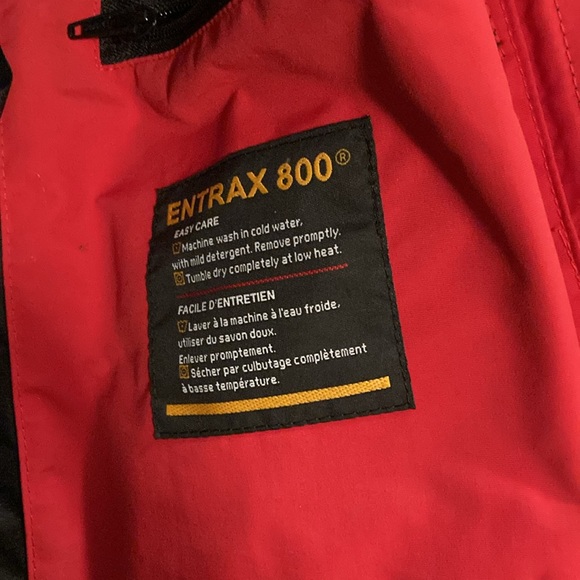 ENTRAX 800®
EASY CARE
Machine wash in cold water,
with mild detergent. Remove promptly.
Tumble dry completely at low heat.
FACILE D'ENTRETIEN
Laver à la machine à l'eau froide,
utiliser du savon doux.
Enlever promptement.
Sécher par culbutage complètement
à basse température.